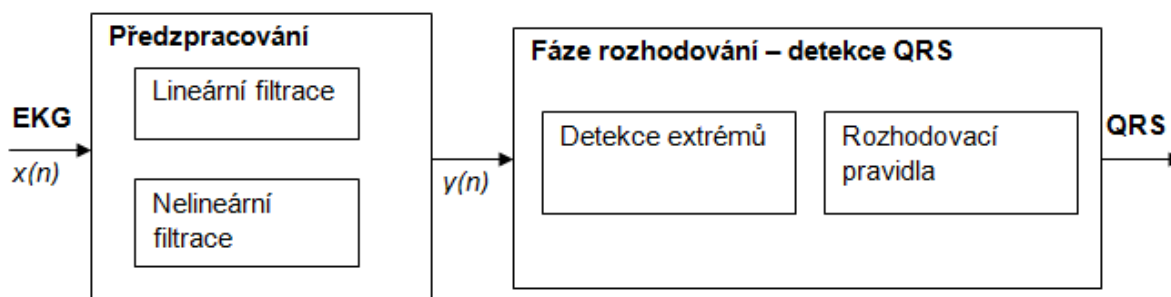 EKG
x(n)
Předzpracování
Lineární filtrace
Nelineární
filtrace
y(n)
Fáze rozhodování – detekce QRS
Detekce extrémů
Rozhodovací
pravidla
QRS